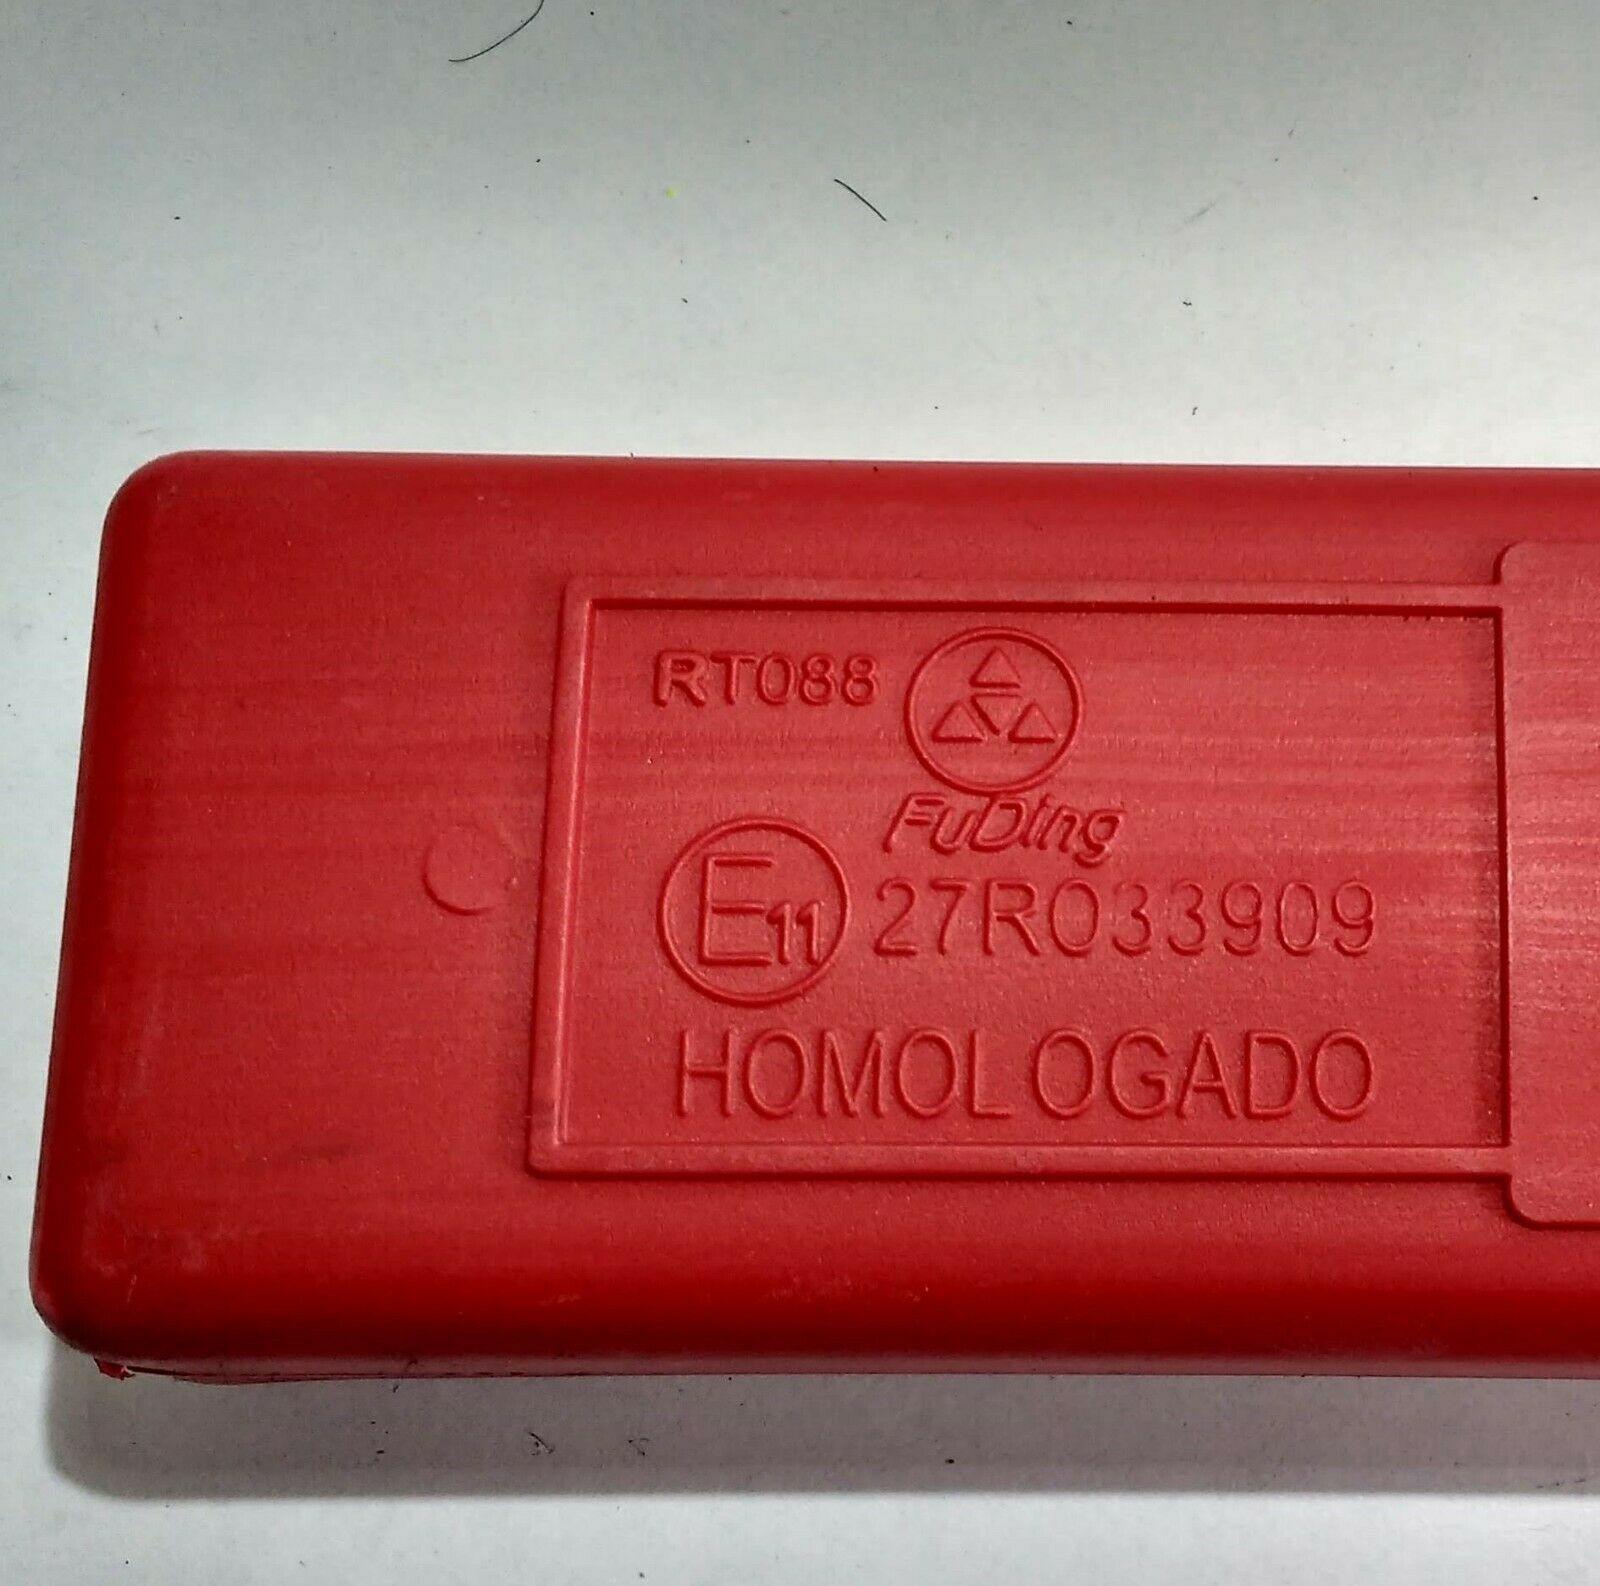 RT088
FuDing
E11 27R033909
HOMOLOGADO